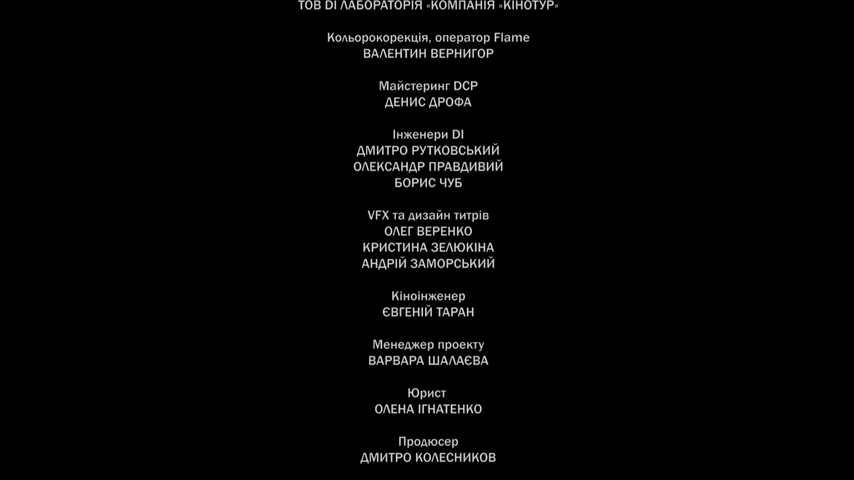 ТОВ DI ЛАБОРАТОРІЯ «КОМПАНІЯ «КІНОТУР»
Кольорокорекція, оператор Flame
ВАЛЕНТИН ВЕРНИГОР
Майстеринг DCP
ДЕНИС ДРОФА
Інженери DI
ДМИТРО РУТКОВСЬКИЙ
ОЛЕКСАНДР ПРАВДИВИЙ
БОРИС ЧУБ
VFX та дизайн титрів
ОЛЕГ ВЕРЕНКО
КРИСТИНА ЗЕЛЮКІНА
АНДРІЙ ЗАМОРСЬКИЙ
Кіноінженер
ЄВГЕНІЙ ТАРАН
Менеджер проекту
ВАРВАРА ШАЛАЄВА
Юрист
ОЛЕНА ІГНАТЕНКО
Продюсер
ДМИТРО КОЛЕСНИКОВ